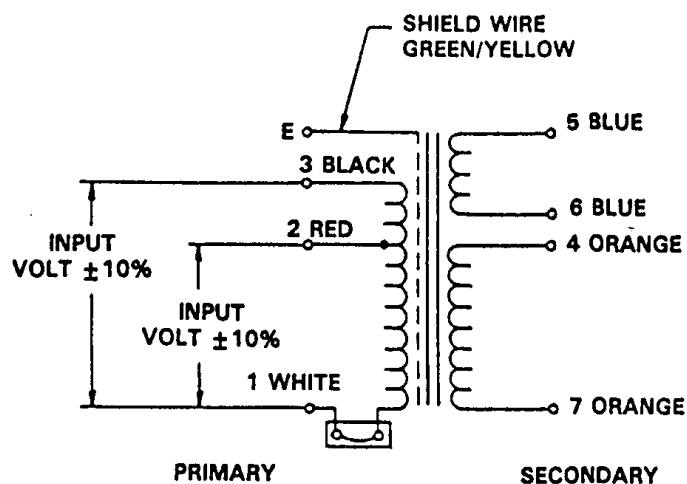 SHIELD WIRE
GREEN/YELLOW
E
3 BLACK
5 BLUE
6 BLUE
2 RED
4 ORANGE
INPUT
VOLT ±10%
INPUT
VOLT ±10%
1 WHITE
7 ORANGE
PRIMARY
SECONDARY